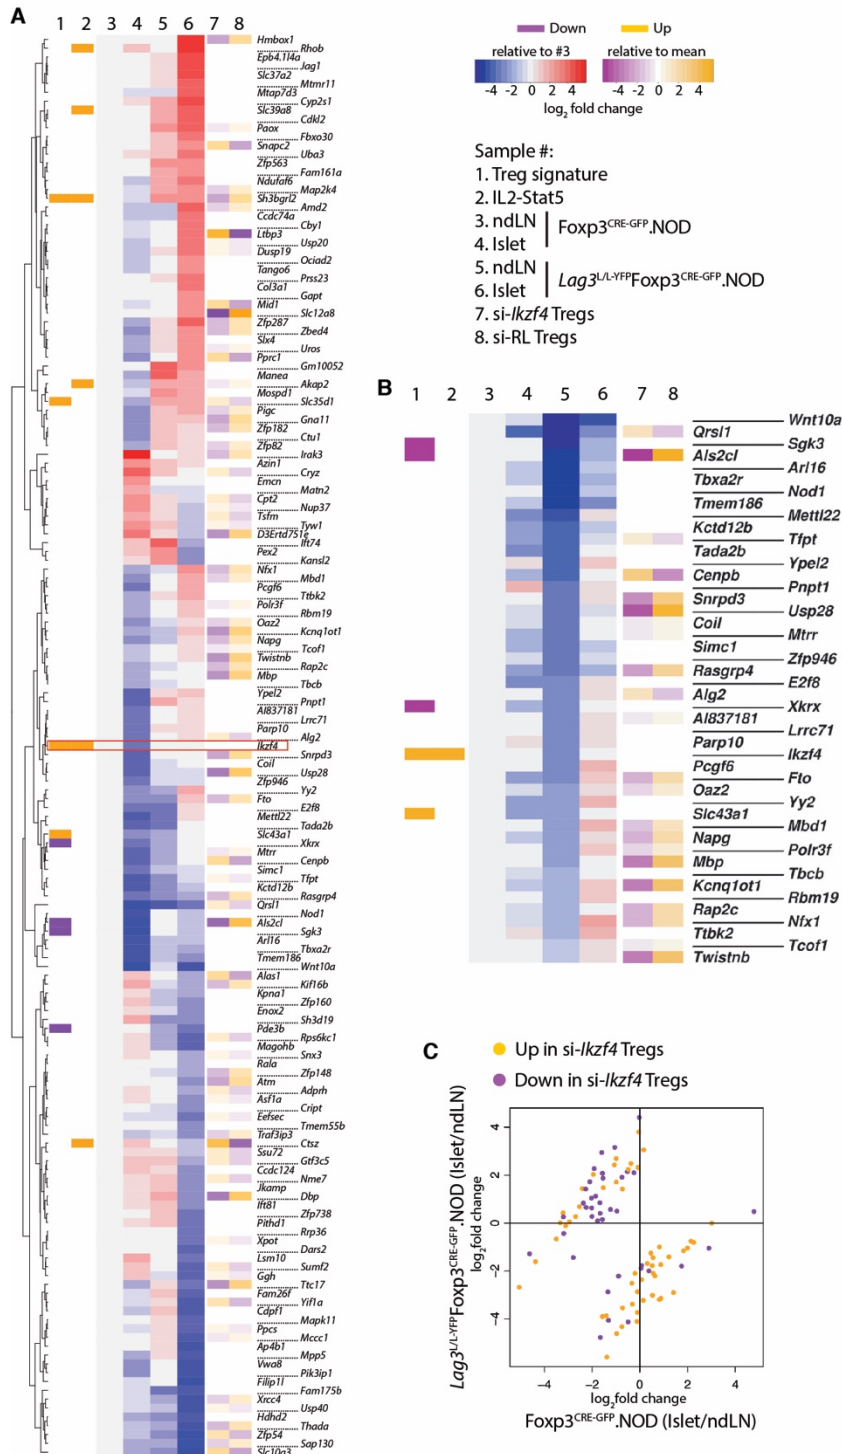 A
1 2 3 4 5 6 7 8
Hmbox1
Rhob
Epb4.1l4a
Jag1
Slc37a2
Mtmr11
Mtap7d3
Cyp2s1
Slc39a8
Cdkl2
Paox
Fbxo30
Snapc2
Uba3
Zfp563
Fam161a
Ndufaf6
Map2k4
Sh3bgrl2
Amd2
Ccdc74a
Cby1
Ltbp3
Usp20
Dusp19
Ociad2
Tango6
Prss23
Col3a1
Gapt
Mid1
Slc12a8
Zfp287
Zbed4
Slx4
Uros
Pprc1
Gm10052
Manea
Akap2
Mospd1
Slc35d1
Pigc
Gna11
Zfp182
Ctu1
Zfp82
Irak3
Azin1
Cryz
Emcn
Matn2
Cpt2
Nup37
Tsfm
Tyw1
D3Ertd751e
Ift74
Pex2
Kansl2
Nfx1
Mbd1
Pcgf6
Ttbk2
Polr3f
Rbm19
Oaz2
Kcnq1ot1
Napg
Tcof1
Twistnb
Rap2c
Mbp
Tbcb
Ypel2
Pnpt1
AI837181
Lrrc71
Parp10
Alg2
Ikzf4
Snrpd3
Coil
Usp28
Zfp946
Yy2
Fto
E2f8
Mettl22
Tada2b
Slc43a1
Xkrx
Mtrr
Cenpb
Simc1
Tfpt
Kctd12b
Rasgrp4
Qrsl1
Nod1
Als2cl
Sgk3
Arl16
Tbxa2r
Tmem186
Wnt10a
Alas1
Kif16b
Kpna1
Zfp160
Enox2
Sh3d19
Pde3b
Rps6kc1
Magohb
Snx3
Rala
Zfp148
Atm
Adprh
Asf1a
Cript
Eefsec
Tmem55b
Traf3ip3
Ctsz
Ssu72
Gtf3c5
Ccdc124
Nme7
Jkamp
Dbp
Ift81
Zfp738
Pithd1
Rrp36
Xpot
Dars2
Lsm10
Sumf2
Ggh
Ttc17
Fam26f
Yif1a
Cdpf1
Mapk11
Ppcs
Mccc1
Ap4b1
Mpp5
Vwa8
Pik3ip1
Filip1l
Fam175b
Xrcc4
Usp40
Hdhd2
Thada
Zfp54
Sap130
Slc10a3
Down Up
relative to #3 relative to mean
-4 -2 0 2 4 -4 -2 0 2 4
log2 fold change
Sample #:
1. Treg signature
2. IL2-Stat5
3. ndLN
4. Islet
Foxp3CRE-GFP.NOD
5. ndLN
6. Islet
Lag3L/L-YFPFoxp3CRE-GFP.NOD
7. si-Ikzf4 Tregs
8. si-RL Tregs
B
1 2 3 4 5 6 7 8
Wnt10a
Qrsl1
Sgk3
Als2cl
Arl16
Tbxa2r
Nod1
Tmem186
Mettl22
Kctd12b
Tfpt
Tada2b
Ypel2
Cenpb
Pnpt1
Snrpd3
Usp28
Coil
Mtrr
Simc1
Zfp946
Rasgrp4
E2f8
Alg2
Xkrx
AI837181
Lrrc71
Parp10
Ikzf4
Pcgf6
Fto
Oaz2
Yy2
Slc43a1
Mbd1
Napg
Polr3f
Mbp
Tbcb
Kcnq1ot1
Rbm19
Rap2c
Nfx1
Ttbk2
Tcof1
Twistnb
C
Up in si-Ikzf4 Tregs
Down in si-Ikzf4 Tregs
Lag3L/L-YFPFoxp3CRE-GFP.NOD (Islet/ndLN)
log2fold change
4
2
0
−2
−4
−4 −2 0 2 4
log2fold change
Foxp3CRE-GFP.NOD (Islet/ndLN)